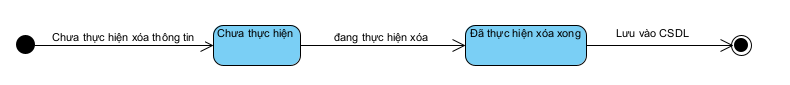 Chưa thực hiện xóa thông tin
Chưa thực hiện
đang thực hiện xóa
Đã thực hiện xóa xong
Lưu vào CSDL